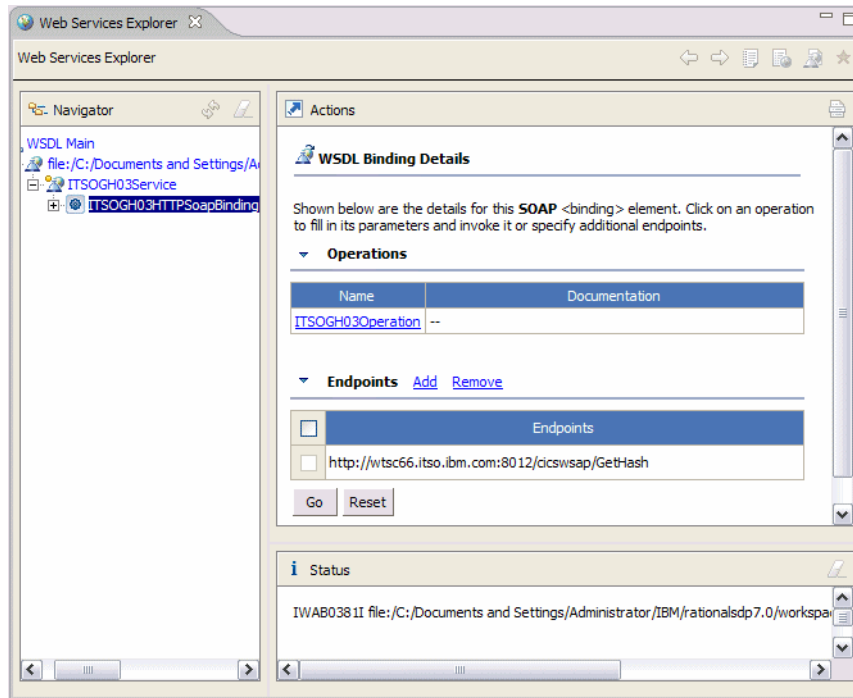 Web Services Explorer
Web Services Explorer
Navigator
WSDL Main
file:/C:/Documents and Settings/A
ITSOGH03Service
ITSOGH03HTTPSoapBinding
Actions
WSDL Binding Details
Shown below are the details for this SOAP <binding> element. Click on an operation
to fill in its parameters and invoke it or specify additional endpoints.
Operations
Name Documentation
ITSOGH03Operation --
Endpoints Add Remove
Endpoints
http://wtsc66.itso.ibm.com:8012/cicswsap/GetHash
Go Reset
i Status
IWAB0381I file:/C:/Documents and Settings/Administrator/IBM/rationalsdp7.0/workspa